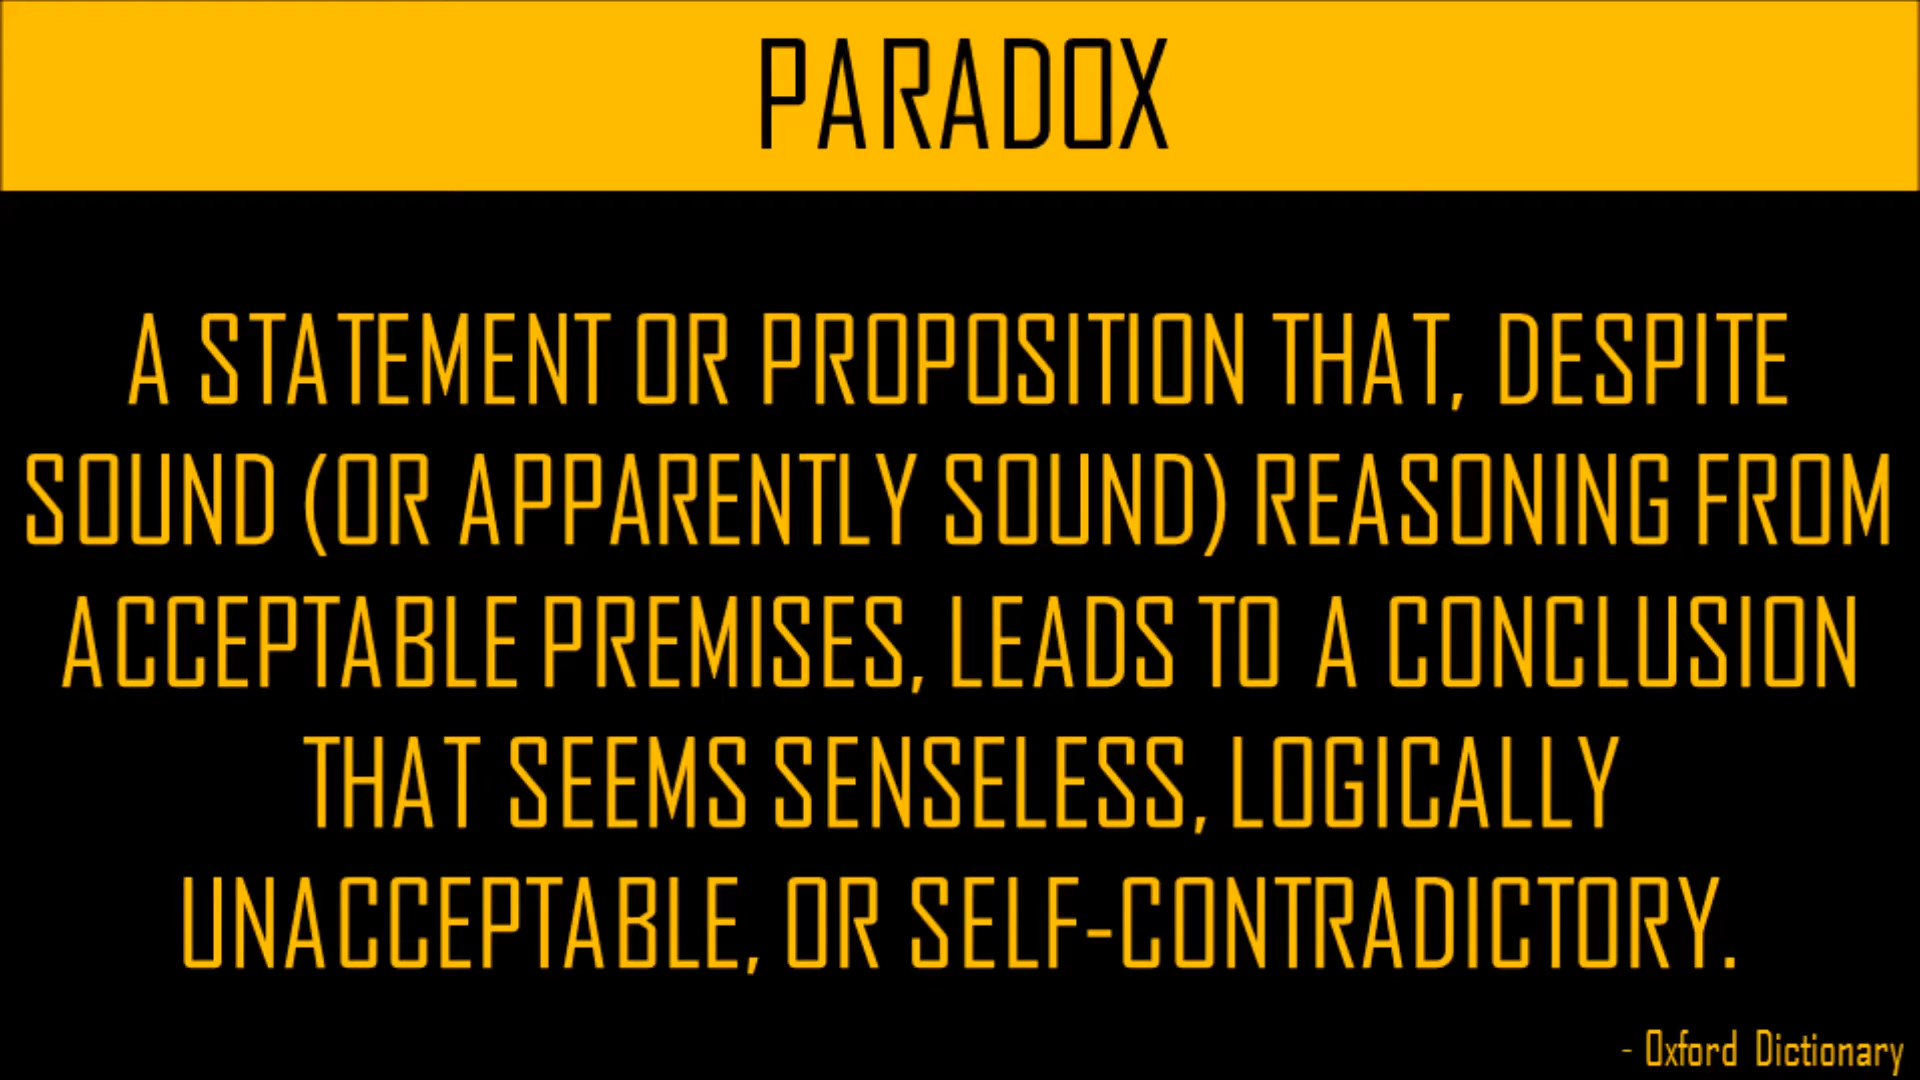 PARADOX
A STATEMENT OR PROPOSITION THAT, DESPITE
SOUND (OR APPARENTLY SOUND) REASONING FROM
ACCEPTABLE PREMISES, LEADS TO A CONCLUSION
THAT SEEMS SENSELESS, LOGICALLY
UNACCEPTABLE, OR SELF-CONTRADICTORY.
- Oxford Dictionary